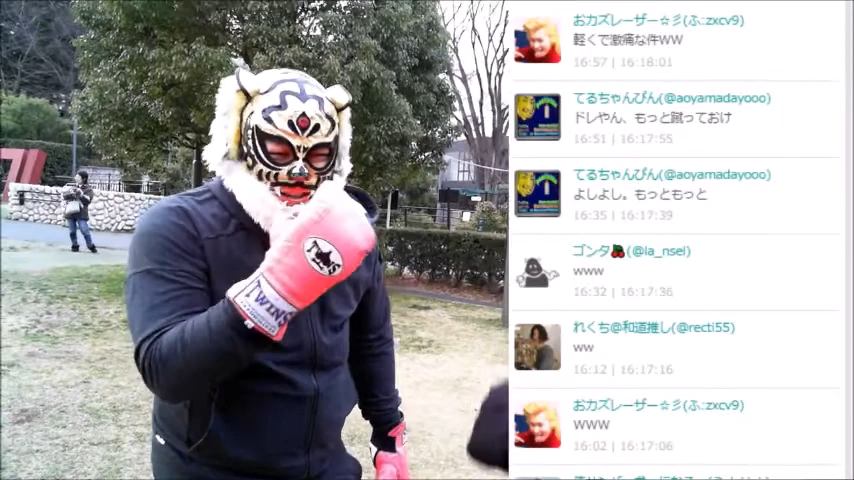 TWINS
TWINS
おカズレーザー☆彡(ふ:zxcv9)
軽くで激痛な件WW
16:57 | 16:18:01
てるちゃんぴん(@aoyamadayooo)
ドレやん、もっと蹴っておけ
16:51 | 16:17:55
てるちゃんぴん(@aoyamadayooo)
よしよし。もっともっと
16:35 | 16:17:39
ゴンタ(@ia_nsei)
www
16:32 | 16:17:36
れくち@和道推し(@recti55)
ww
16:12 | 16:17:16
おカズレーザー☆彡(ふ:zxcv9)
WWW
16:02 | 16:17:06